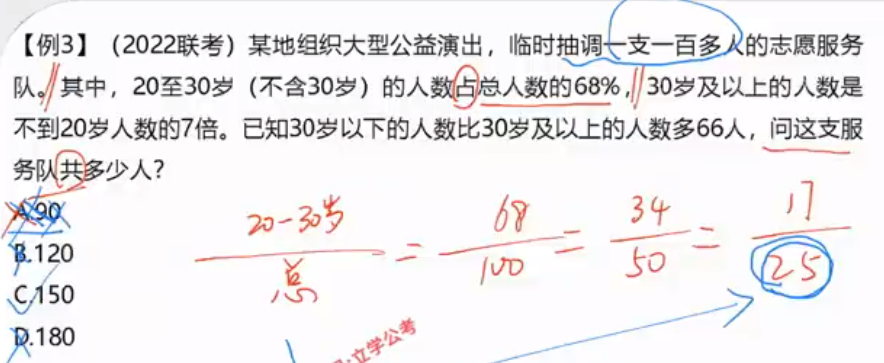 【例3】（2022联考）某地组织大型公益演出，临时抽调一支一百多人的志愿服务
队。其中，20至30岁（不含30岁）的人数占总人数的68%，30岁及以上的人数是
不到20岁人数的7倍。已知30岁以下的人数比30岁及以上的人数多66人，问这支服
务队共多少人？
A.90
B.120
C.150
D.180
20-30岁/总 = 68/100 = 34/50 = 17/25
立学公考